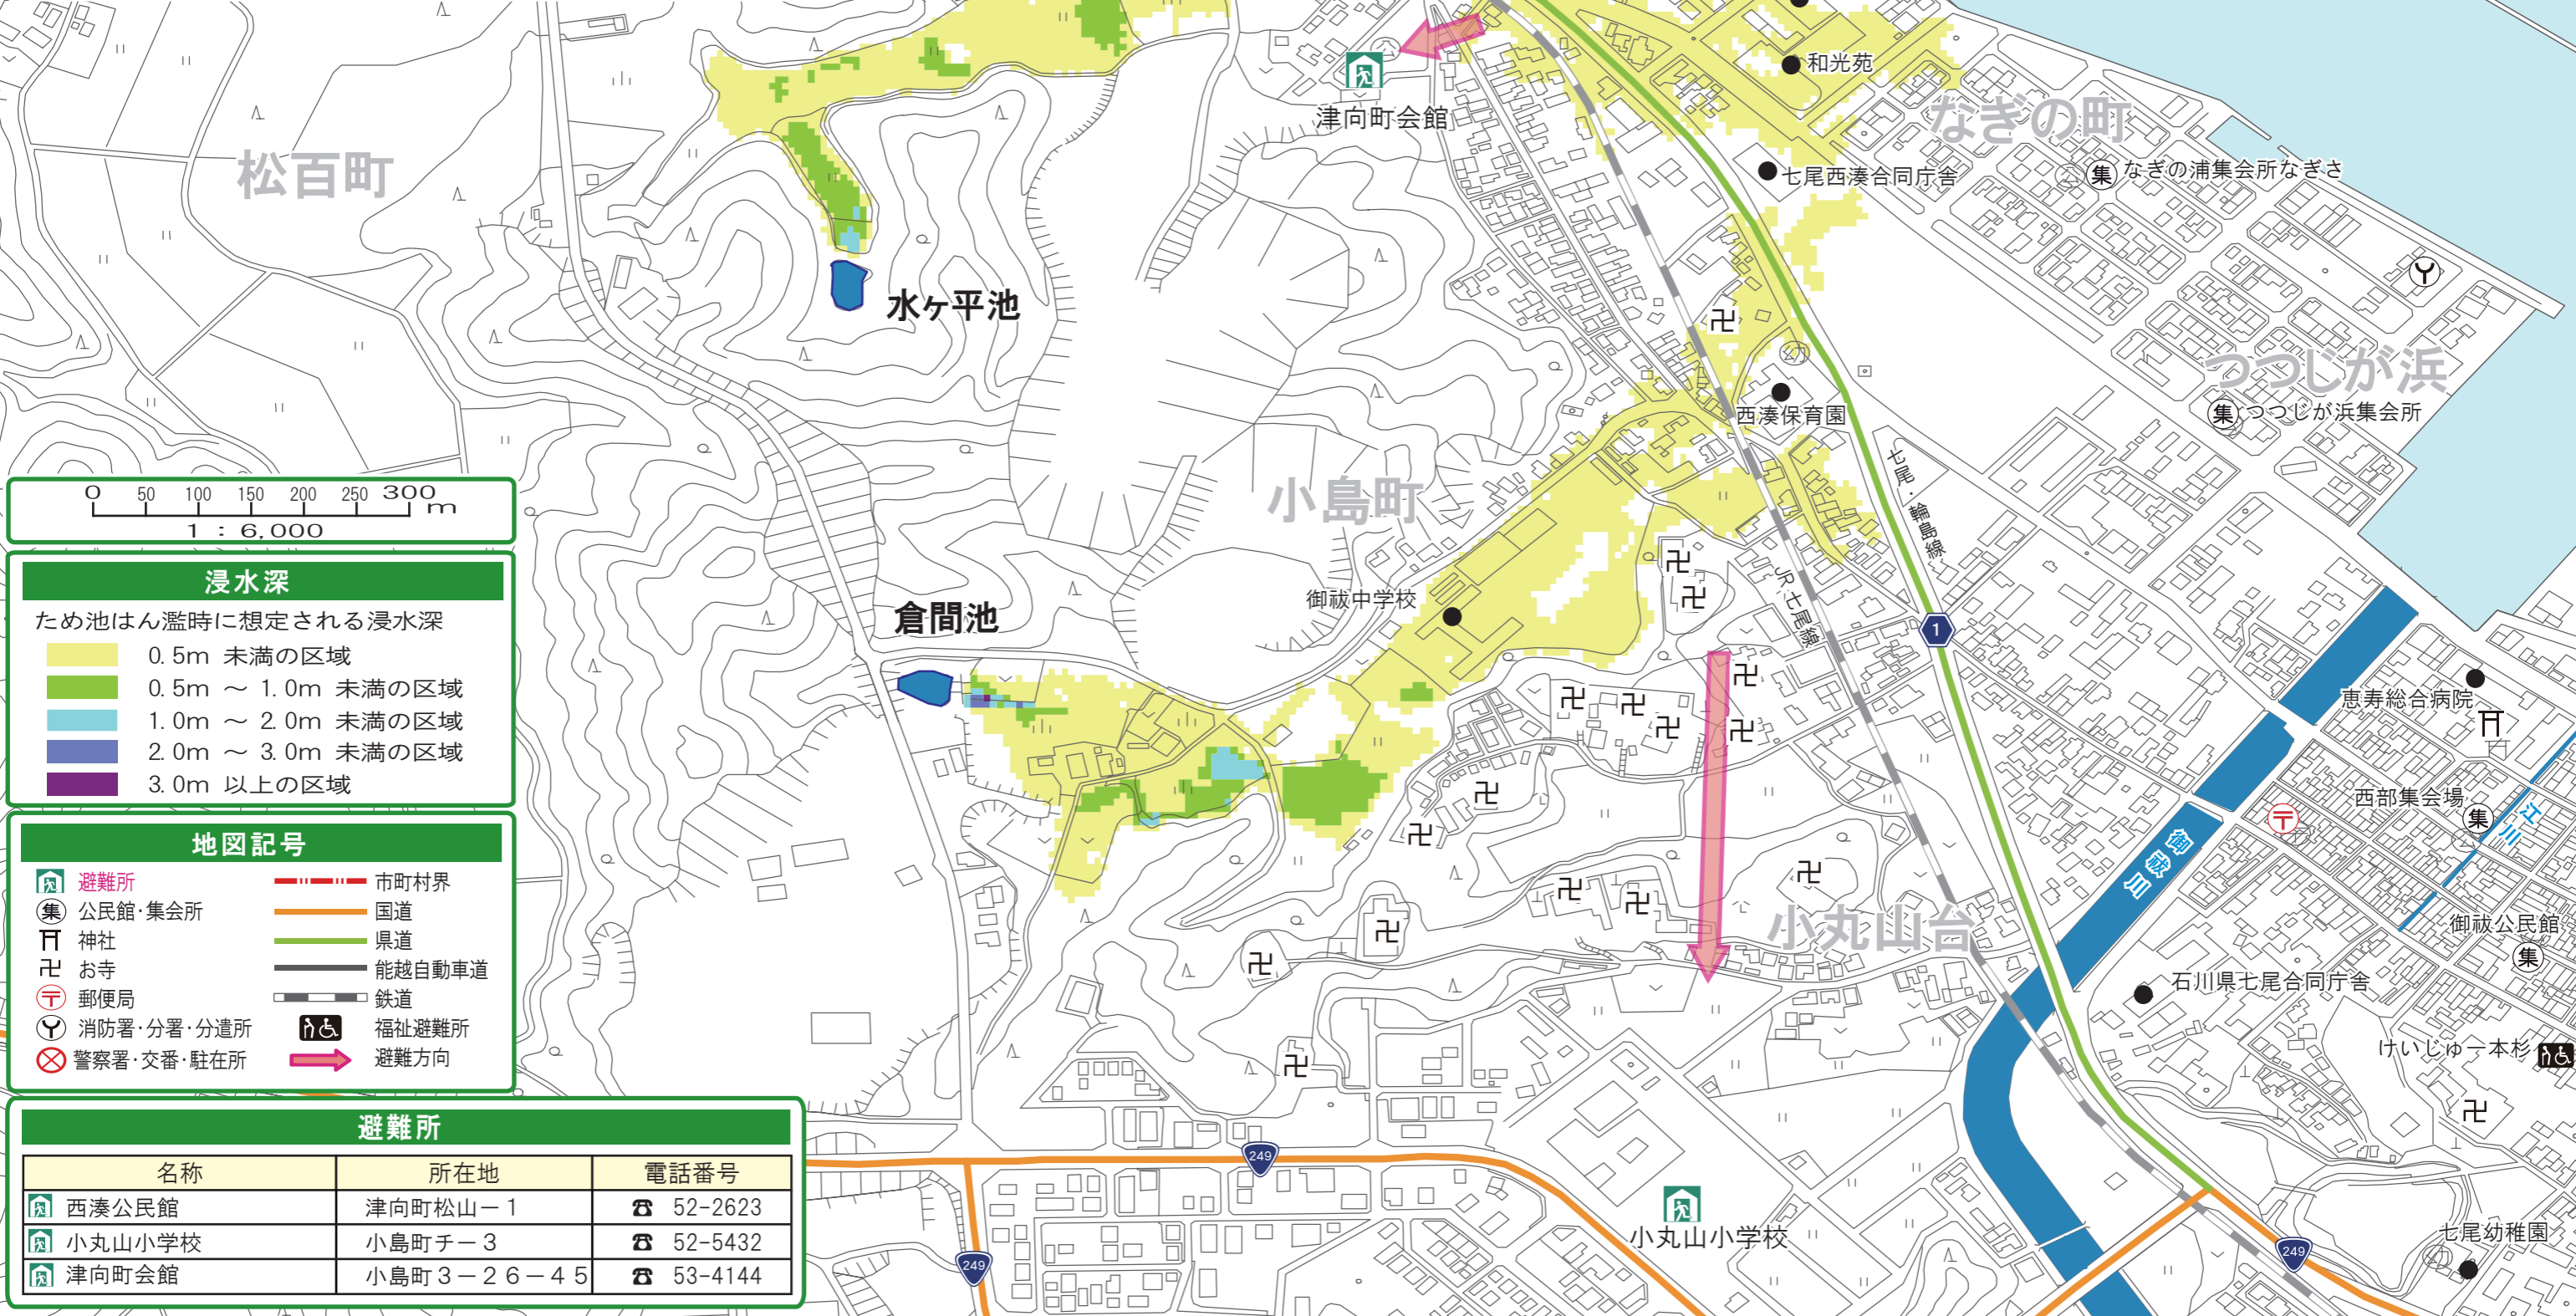 和光苑
津向町会館
なぎの町
松百町
七尾西湊合同庁舎
集 なぎの浦集会所なぎさ
水ヶ平池
つつじが浜
幼
西湊保育園
集 つつじが浜集会所
七尾・輪島線
小島町
0 50 100 150 200 250 300
m
1：6,000
浸水深
ため池はん濫時に想定される浸水深
0.5m 未満の区域
0.5m ～ 1.0m 未満の区域
1.0m ～ 2.0m 未満の区域
2.0m ～ 3.0m 未満の区域
3.0m 以上の区域
御祓中学校
倉間池
JR七尾線
1
恵寿総合病院
西部集会場
集
江川
御祓川
地図記号
避難所
集 公民館・集会所
神社
お寺
郵便局
消防署・分署・分遣所
警察署・交番・駐在所
市町村界
国道
県道
能越自動車道
鉄道
福祉避難所
避難方向
小丸山台
御祓公民館
集
石川県七尾合同庁舎
けいじゅ一本杉
避難所
名称 所在地 電話番号
西湊公民館 津向町松山－1 ☎ 52-2623
小丸山小学校 小島町チ－3 ☎ 52-5432
津向町会館 小島町3－26－45 ☎ 53-4144
249
249
小丸山小学校
七尾幼稚園
幼
249